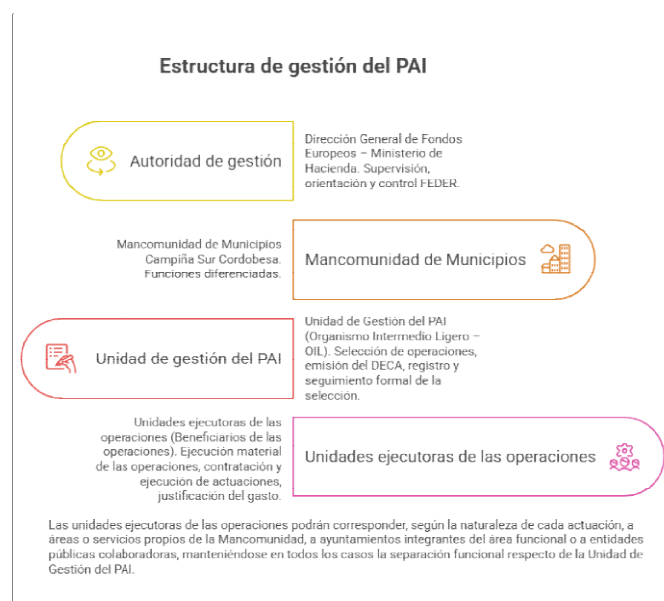 Estructura de gestión del PAI
Autoridad de gestión
Dirección General de Fondos
Europeos – Ministerio de
Hacienda. Supervisión,
orientación y control FEDER.
Mancomunidad de Municipios
Campiña Sur Cordobesa.
Funciones diferenciadas.
Mancomunidad de Municipios
Unidad de gestión del PAI
Unidad de Gestión del PAI
(Organismo Intermedio Ligero –
OIL). Selección de operaciones,
emisión del DECA, registro y
seguimiento formal de la
selección.
Unidades ejecutoras de las
operaciones (Beneficiarios de las
operaciones). Ejecución material
de las operaciones, contratación y
ejecución de actuaciones,
justificación del gasto.
Unidades ejecutoras de las operaciones
Las unidades ejecutoras de las operaciones podrán corresponder, según la naturaleza de cada actuación, a
áreas o servicios propios de la Mancomunidad, a ayuntamientos integrantes del área funcional o a entidades
públicas colaboradoras, manteniéndose en todos los casos la separación funcional respecto de la Unidad de
Gestión del PAI.